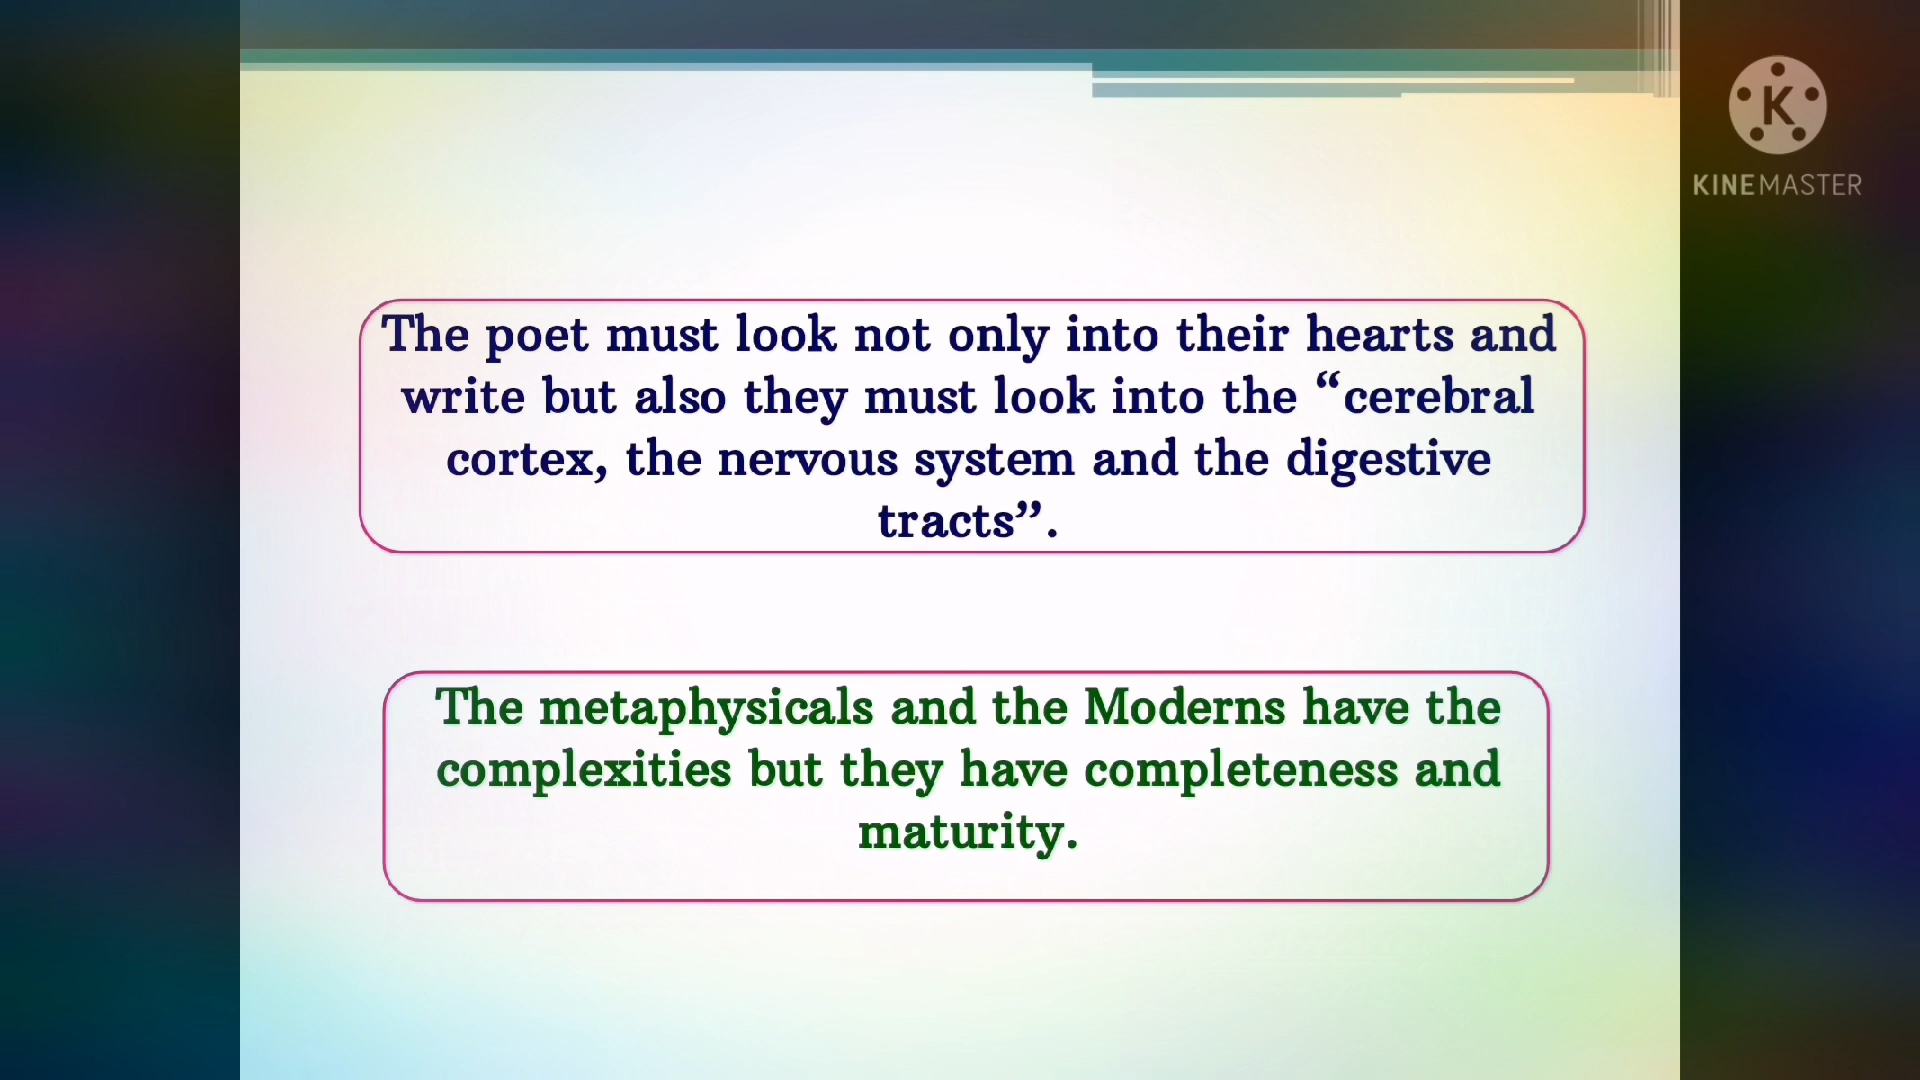 K
KINEMASTER
The poet must look not only into their hearts and
write but also they must look into the “cerebral
cortex, the nervous system and the digestive
tracts”.
The metaphysicals and the Moderns have the
complexities but they have completeness and
maturity.